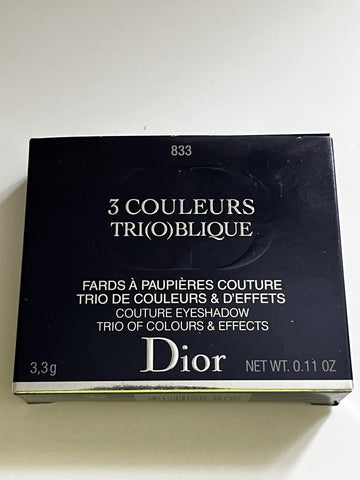 833
3 COULEURS
TRI(O)BLIQUE
FARDS À PAUPIÈRES COUTURE
TRIO DE COULEURS & D'EFFETS
COUTURE EYESHADOW
TRIO OF COLOURS & EFFECTS
3,3g Dior NET WT. 0.11 OZ